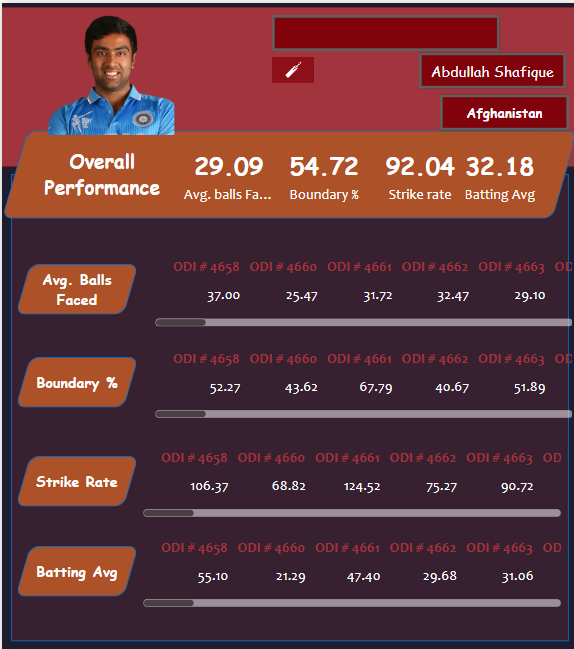 Abdullah Shafique
Afghanistan
Overall
Performance
29.09 54.72 92.04 32.18
Avg. balls Fa... Boundary % Strike rate Batting Avg
ODI # 4658 ODI # 4660 ODI # 4661 ODI # 4662 ODI # 4663 OD
Avg. Balls
Faced
37.00 25.47 31.72 32.47 29.10
ODI # 4658 ODI # 4660 ODI # 4661 ODI # 4662 ODI # 4663 OD
Boundary %
52.27 43.62 67.79 40.67 51.89
ODI # 4658 ODI # 4660 ODI # 4661 ODI # 4662 ODI # 4663 OD
Strike Rate
106.37 68.82 124.52 75.27 90.72
ODI # 4658 ODI # 4660 ODI # 4661 ODI # 4662 ODI # 4663 OD
Batting Avg
55.10 21.29 47.40 29.68 31.06